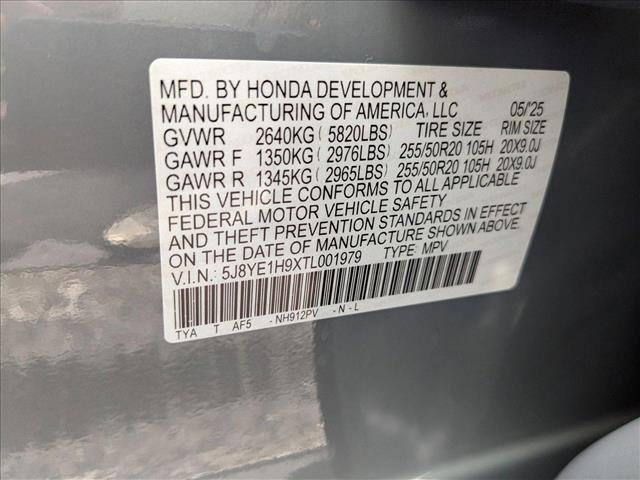 MFD. BY HONDA DEVELOPMENT &
MANUFACTURING OF AMERICA, LLC 05/'25
GVWR 2640KG ( 5820LBS) TIRE SIZE RIM SIZE
GAWR F 1350KG ( 2976LBS) 255/50R20 105H 20X9.0J
GAWR R 1345KG ( 2965LBS) 255/50R20 105H 20X9.0J
THIS VEHICLE CONFORMS TO ALL APPLICABLE
FEDERAL MOTOR VEHICLE SAFETY
AND THEFT PREVENTION STANDARDS IN EFFECT
ON THE DATE OF MANUFACTURE SHOWN ABOVE.
V.I.N.: 5J8YE1H9XTL001979 TYPE: MPV
TYA T AF5 -NH912PV -N-L